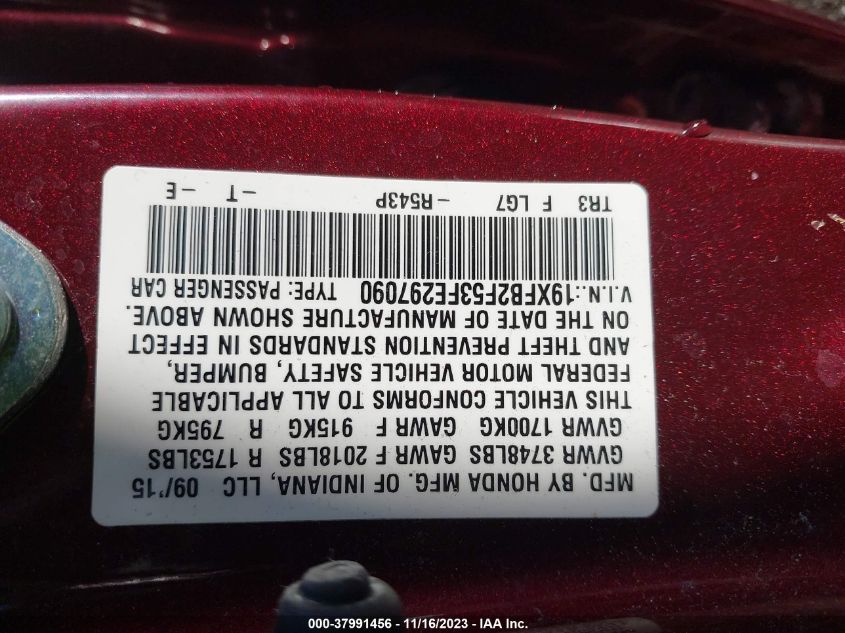 MFD. BY HONDA MFG. OF INDIANA, LLC 09/'15
GVWR 3748LBS GAWR F 2018LBS R 1753LBS
GVWR 1700KG GAWR F 915KG R 795KG
THIS VEHICLE CONFORMS TO ALL APPLICABLE
FEDERAL MOTOR VEHICLE SAFETY, BUMPER,
AND THEFT PREVENTION STANDARDS IN EFFECT
ON THE DATE OF MANUFACTURE SHOWN ABOVE.
V.I.N.:19XFB2F53FE297090 TYPE: PASSENGER CAR
TR3 F LG7 -R543P -T -E
000-37991456 - 11/16/2023 - IAA Inc.